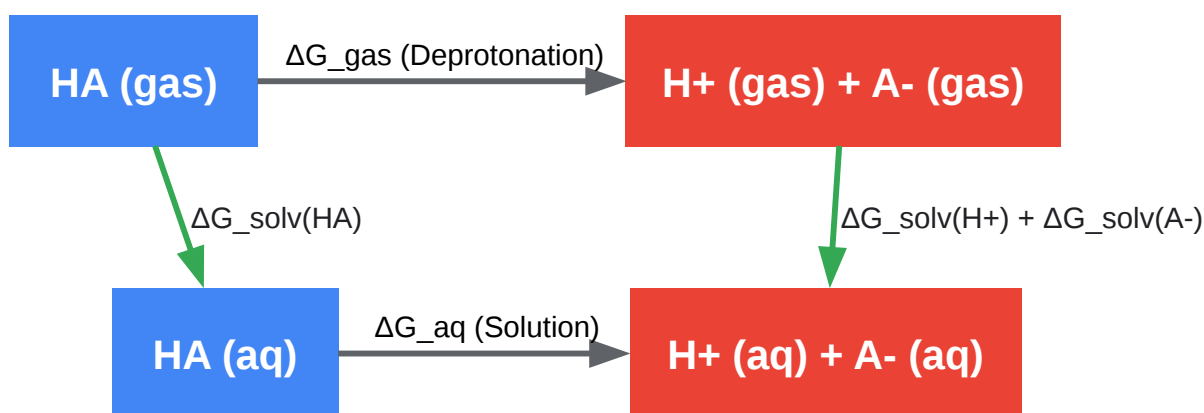 ΔG_gas (Deprotonation)
HA (gas)
H+ (gas) + A- (gas)
ΔG_solv(HA)
ΔG_solv(H+) + ΔG_solv(A-)
ΔG_aq (Solution)
HA (aq)
H+ (aq) + A- (aq)